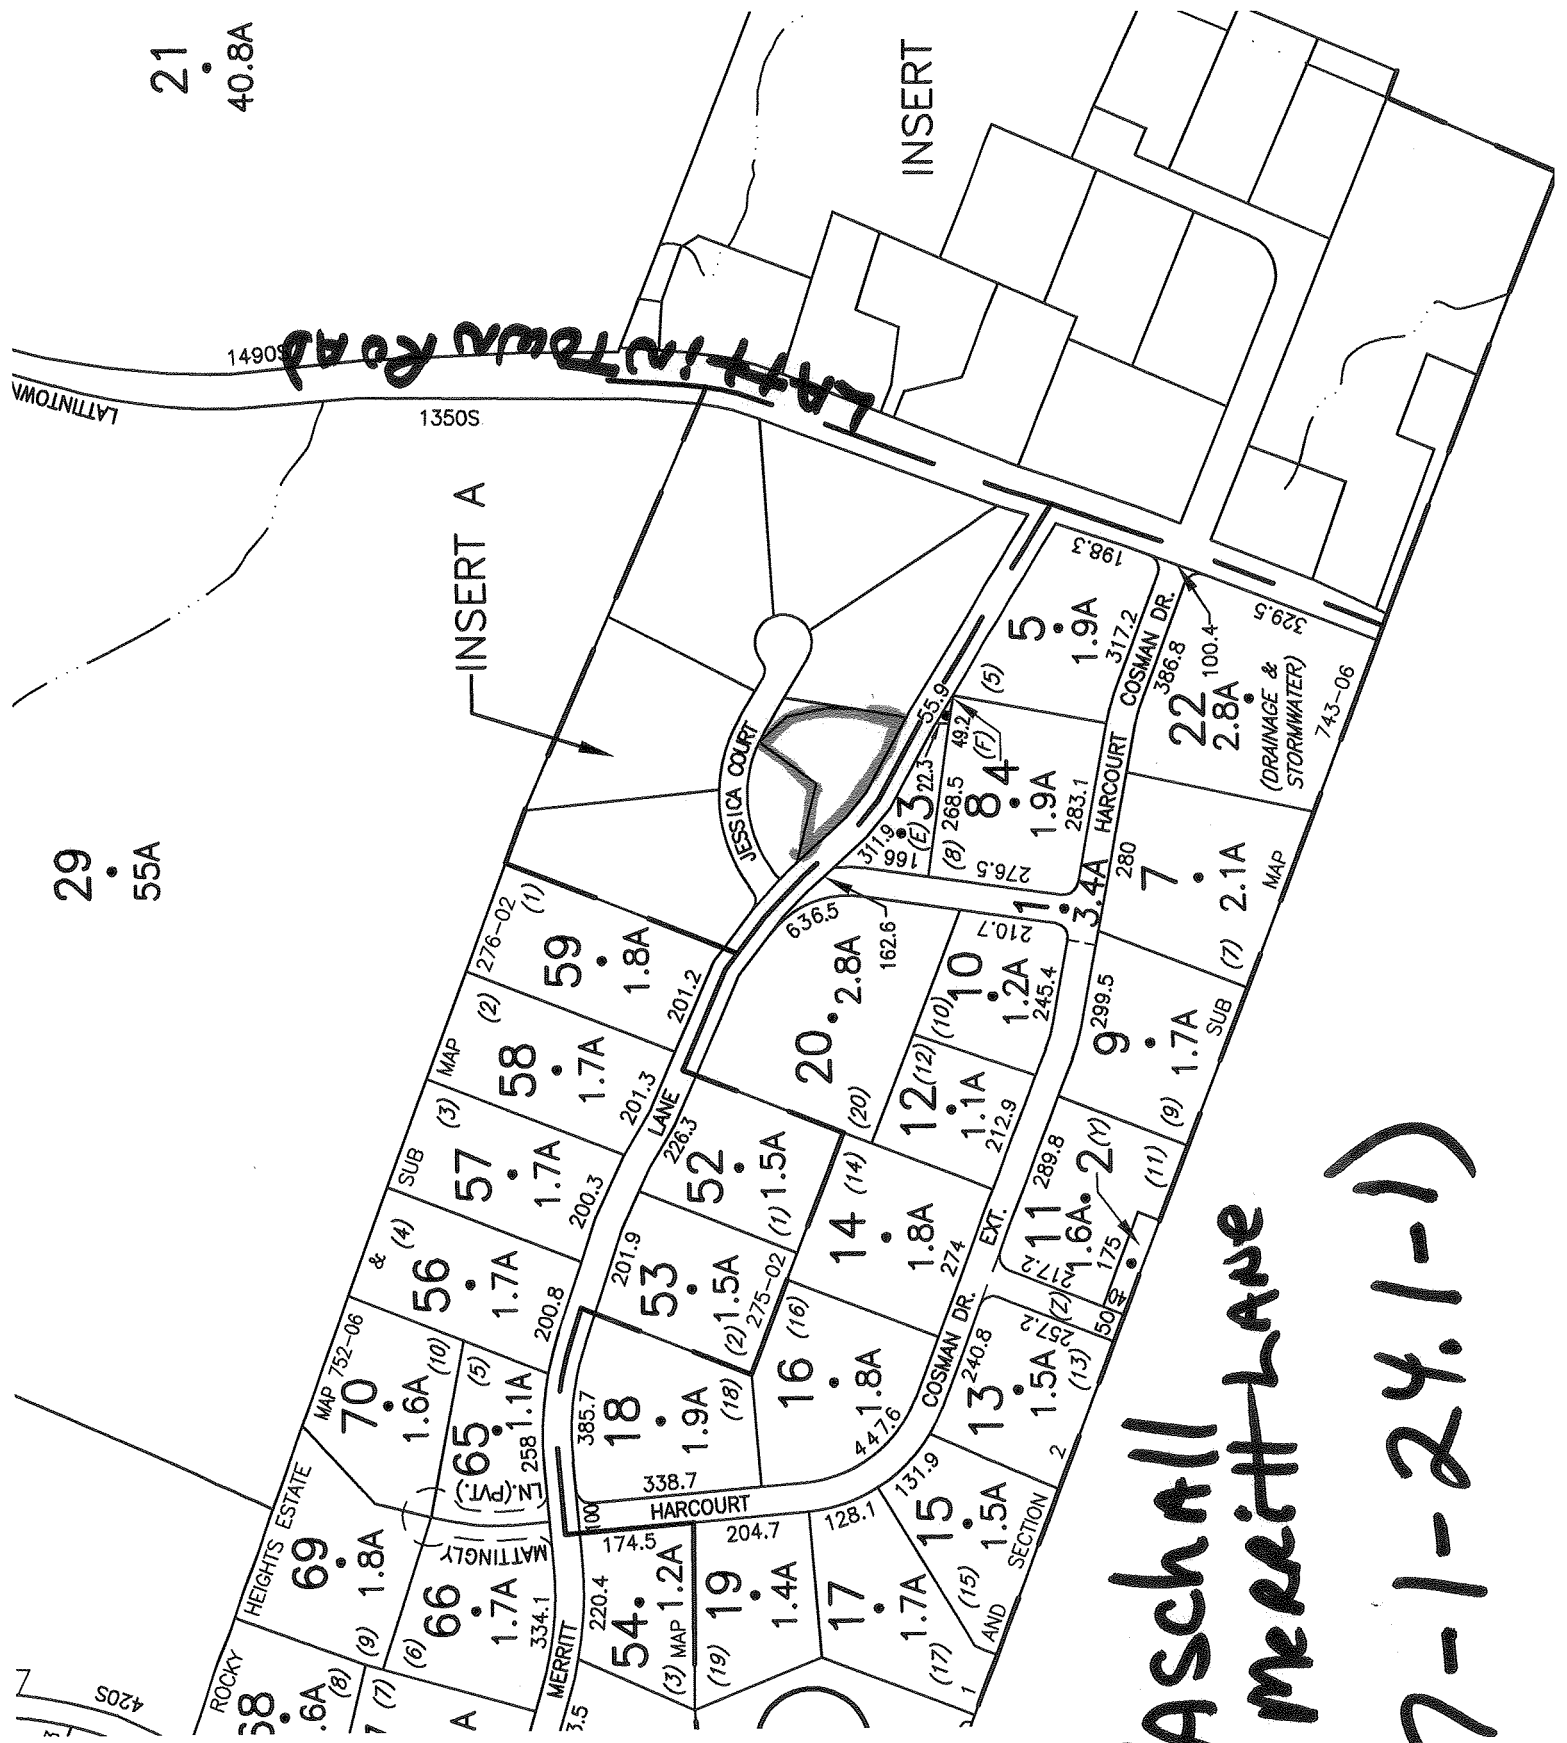 21
40.8A
INSERT
1490S
LATTINTOWN ROAD
LATTINTOWN
1350S
INSERT A
29
55A
JESSICA COURT
198.3
5
1.9A
(5)
317.2
COSMAN DR.
386.8
100.4
329.5
22
2.8A
(DRAINAGE &
STORMWATER)
743-06
55.9
49.2
(F)
22.3
3
(E)
311.9
166
268.5
84
1.9A
(8)
283.1
276.5
HARCOURT
280
7
2.1A
(7)
MAP
1
3.4A
636.5
162.6
210.7
20
2.8A
(20)
10
1.2A
(10)
245.4
299.5
9
1.7A
(9)
SUB
12
(12)
1.1A
212.9
276-02
(1)
59
1.8A
201.2
(2)
MAP
58
1.7A
201.3
LANE
226.3
(3)
SUB
57
1.7A
200.3
52
1.5A
(1)
14
(14)
1.8A
274
EXT.
289.8
2(Y)
11
1.6A
(11)
217.2
175
40
50
(Z)
&
(4)
56
1.7A
200.8
201.9
53
1.5A
(2)
275-02
16
(16)
1.8A
COSMAN DR.
447.6
240.8
257.2
13
1.5A
(13)
MAP 752-06
70
1.6A
(10)
(5)
65
1.1A
258
LN.(PVT.)
MATTINGLY
385.7
18
1.9A
(18)
338.7
100
HARCOURT
174.5
204.7
128.1
131.9
15
1.5A
(15)
2
SECTION
AND
1
ROCKY
HEIGHTS
ESTATE
69
1.8A
(9)
66
1.7A
(6)
334.1
MERRITT
220.4
54
1.2A
(3)
MAP
19
1.4A
(19)
17
1.7A
(17)
68
.6A
(8)
(7)
A
3.5
420S
ASCHALL
MERRITT LANE
7-1-24.1-1)